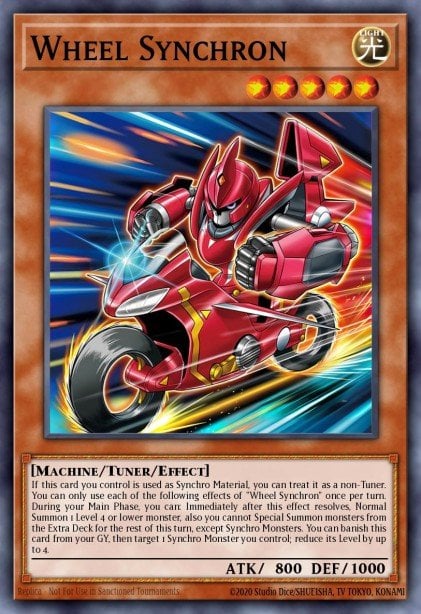 WHEEL SYNCHRON
LIGHT
光
[MACHINE/TUNER/EFFECT]
If this card you control is used as Synchro Material, you can treat it as a non-Tuner.
You can only use each of the following effects of "Wheel Synchron" once per turn.
During your Main Phase, you can: Immediately after this effect resolves, Normal
Summon 1 Level 4 or lower monster, also you cannot Special Summon monsters from
the Extra Deck for the rest of this turn, except Synchro Monsters. You can banish this
card from your GY, then target 1 Synchro Monster you control; reduce its Level by up
to 4.
ATK/ 800 DEF/1000
Replica - Not For Use in Sanctioned Tournaments
©2020 Studio Dice/SHUEISHA, TV TOKYO, KONAMI